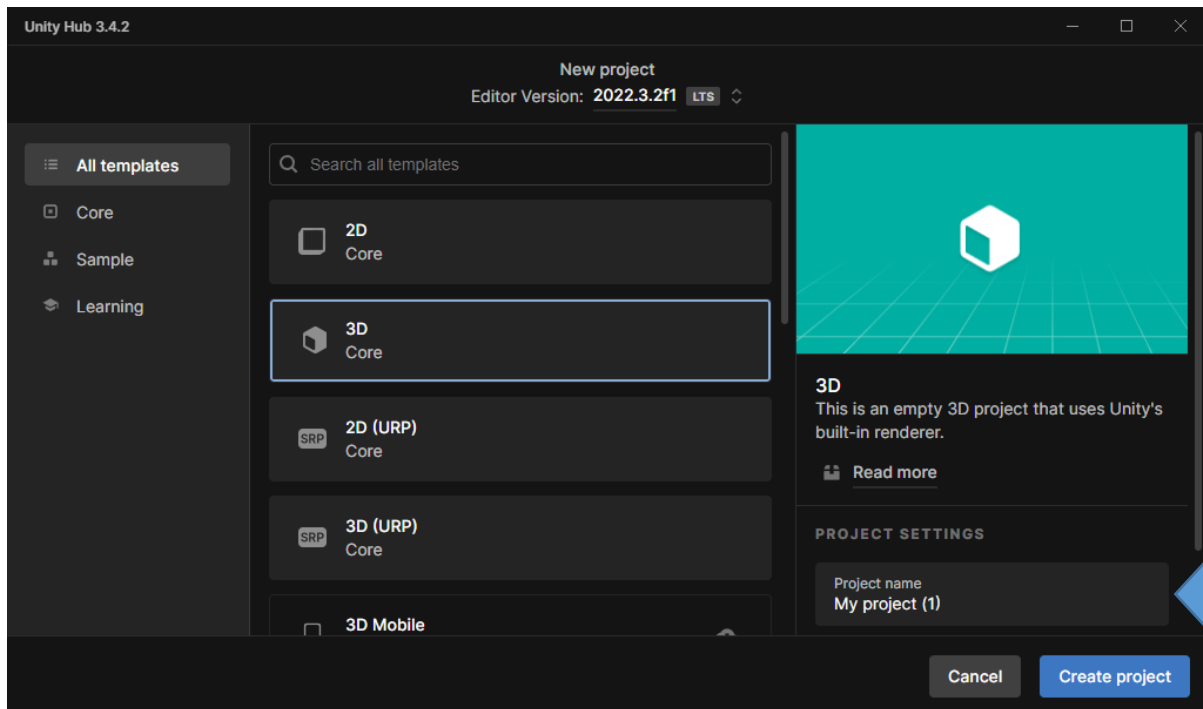 Unity Hub 3.4.2
New project
Editor Version: 2022.3.2f1 LTS
All templates
Core
Sample
Learning
Search all templates
2D
Core
3D
Core
SRP
2D (URP)
Core
SRP
3D (URP)
Core
3D Mobile
3D
This is an empty 3D project that uses Unity's
built-in renderer.
Read more
PROJECT SETTINGS
Project name
My project (1)
Cancel
Create project